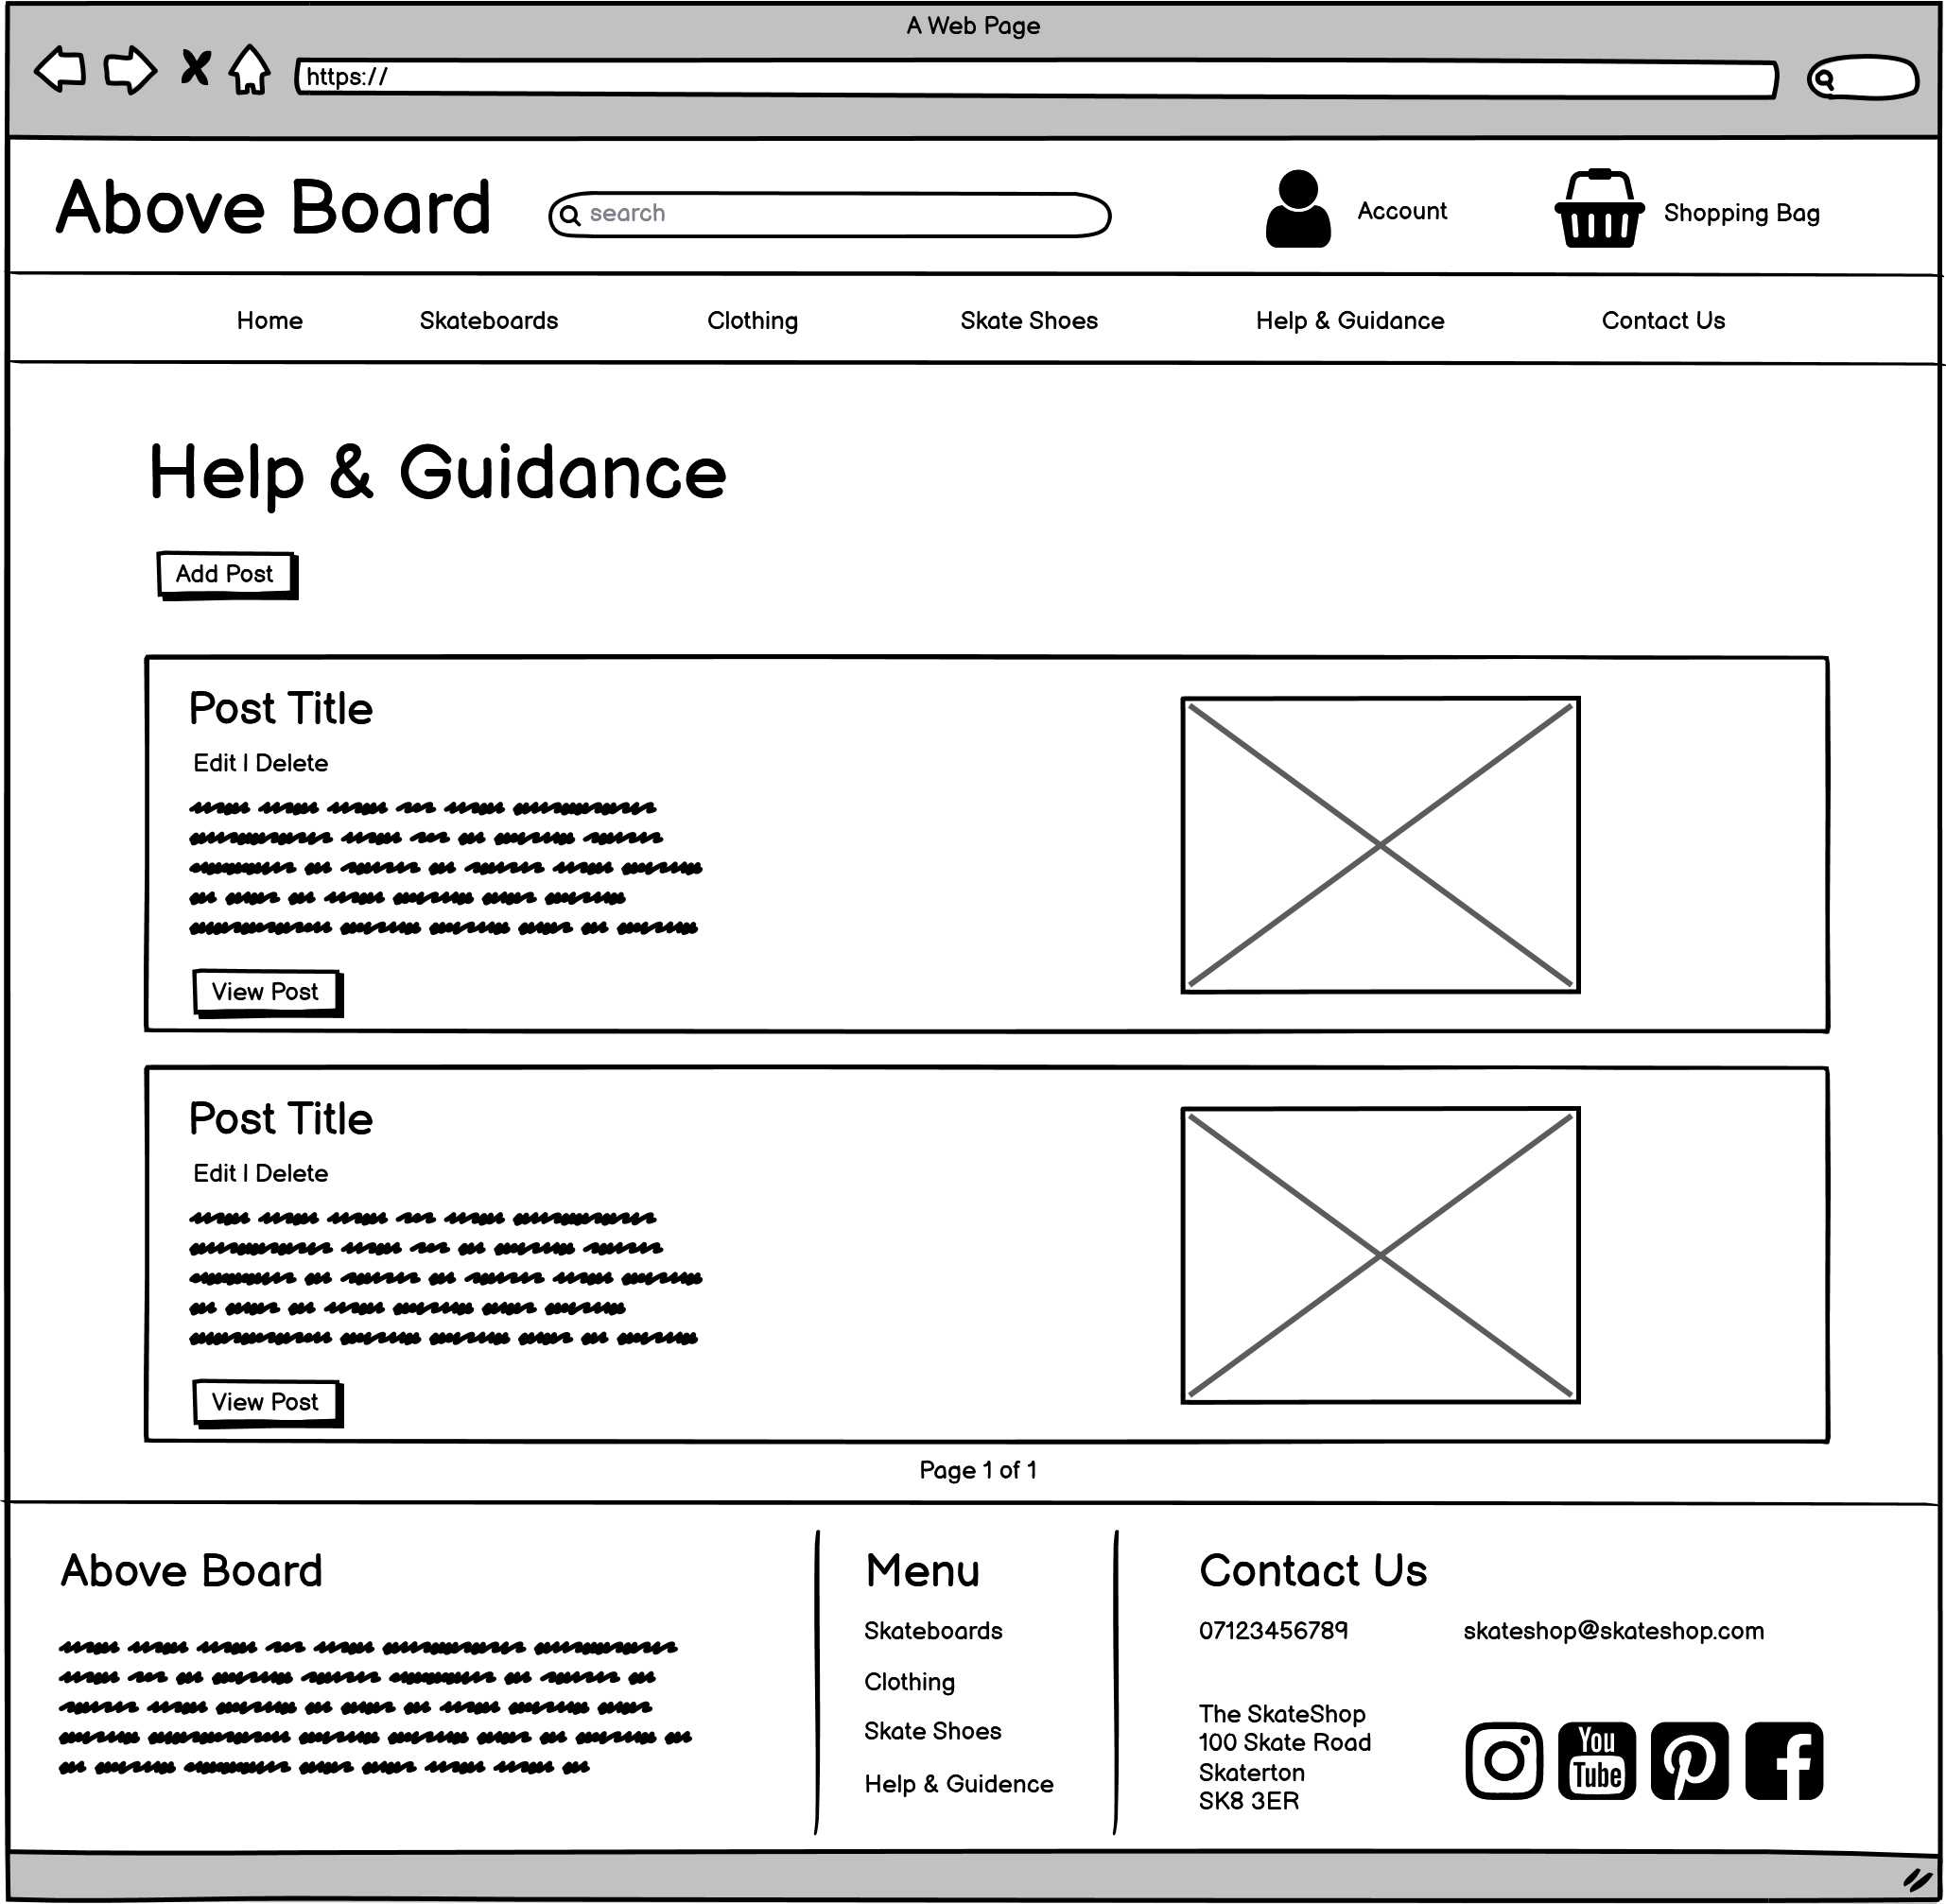 A Web Page
https://
Above Board
search
Account
Shopping Bag
Home
Skateboards
Clothing
Skate Shoes
Help & Guidance
Contact Us
Help & Guidance
Add Post
Post Title
Edit | Delete
View Post
Post Title
Edit | Delete
View Post
Page 1 of 1
Above Board
Menu
Skateboards
Clothing
Skate Shoes
Help & Guidence
Contact Us
07123456789
skateshop@skateshop.com
The SkateShop
100 Skate Road
Skaterton
SK8 3ER
You
Tube